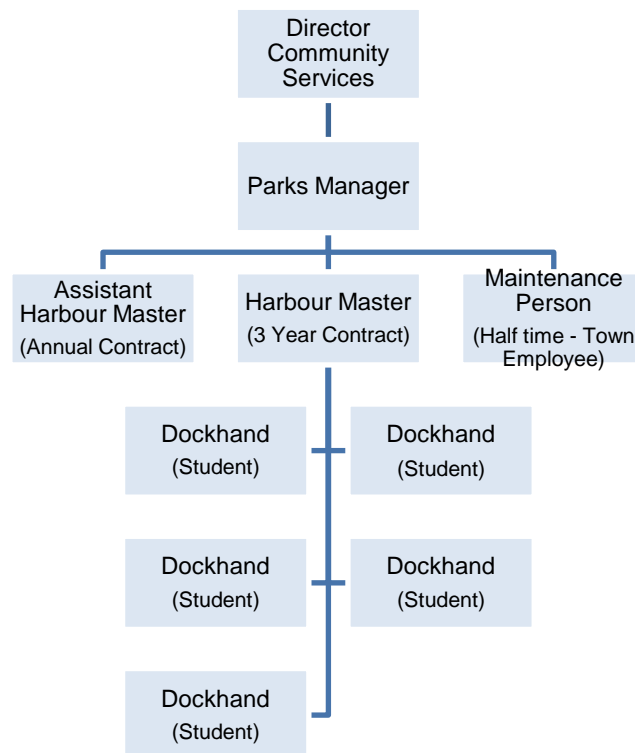 Director
Community
Services
Parks Manager
Assistant
Harbour Master
(Annual Contract)
Harbour Master
(3 Year Contract)
Maintenance
Person
(Half time - Town
Employee)
Dockhand
(Student)
Dockhand
(Student)
Dockhand
(Student)
Dockhand
(Student)
Dockhand
(Student)